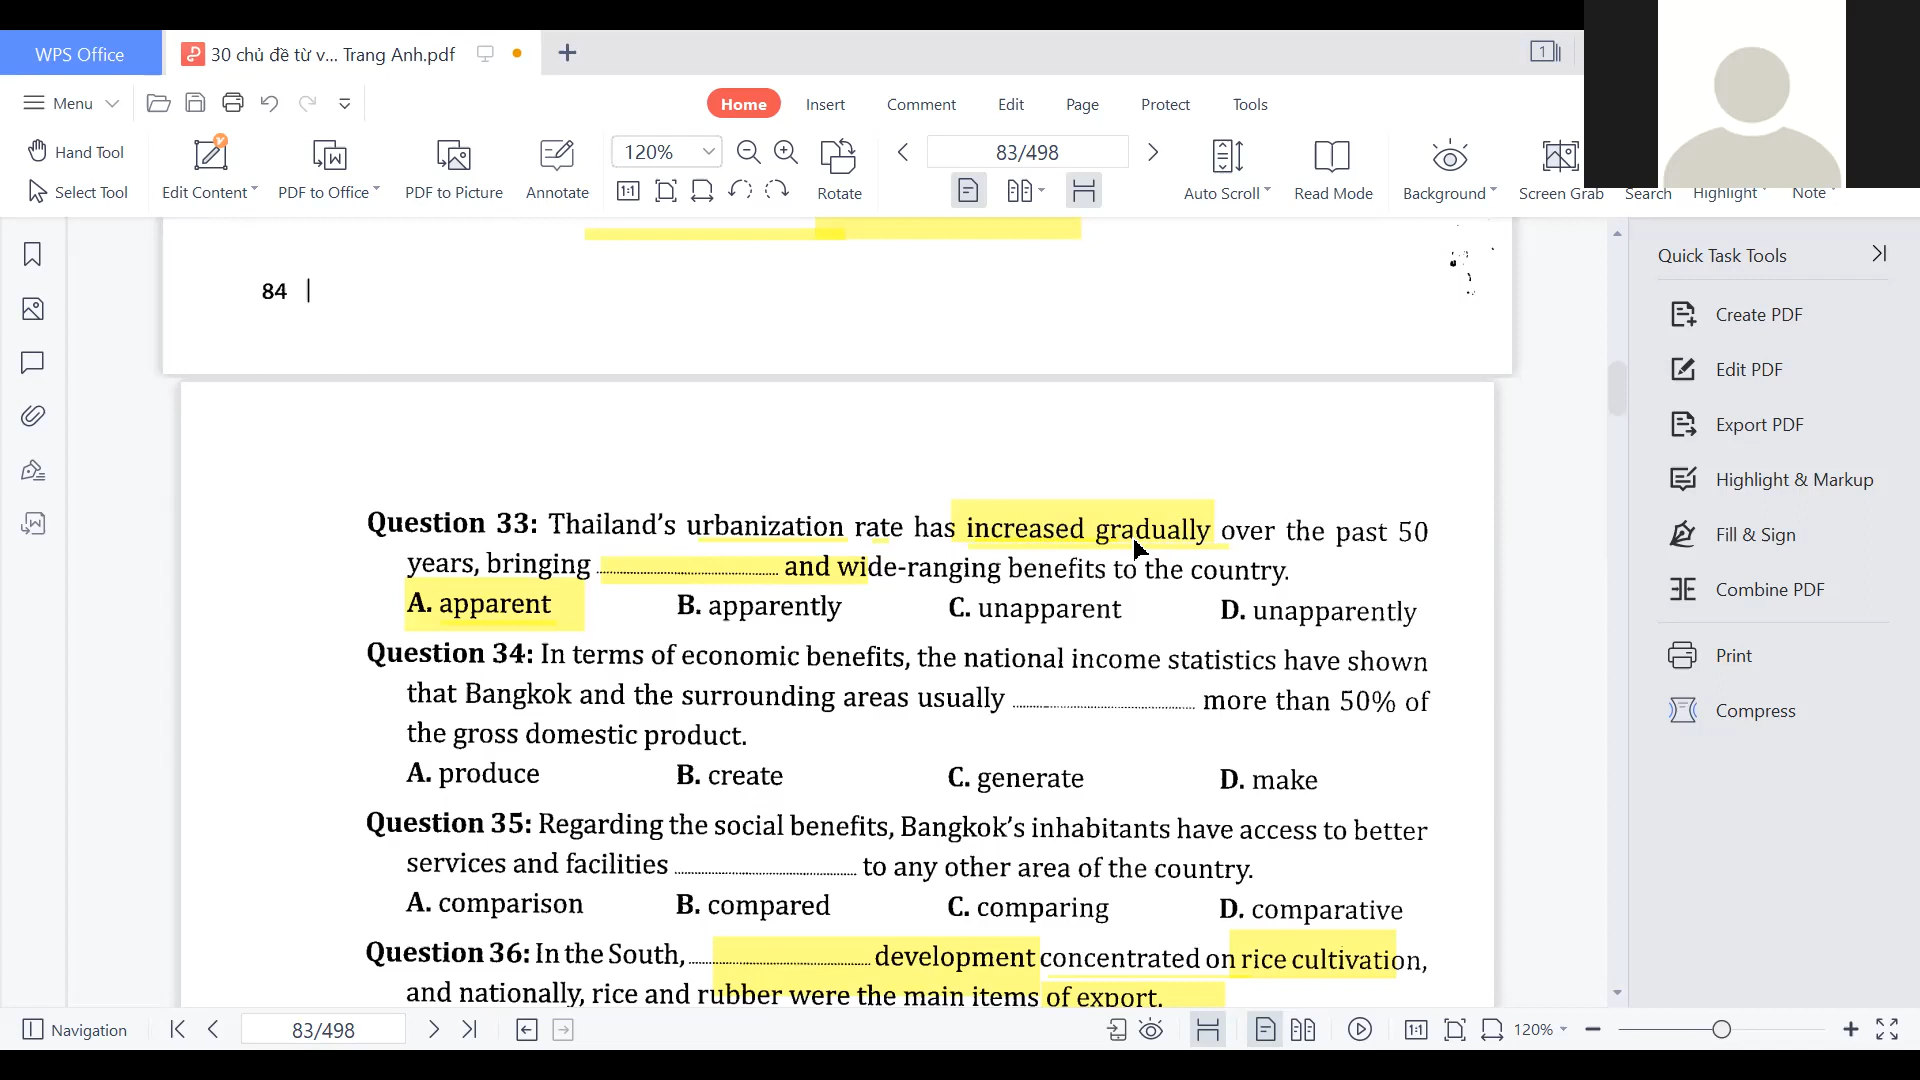 WPS Office
30 chủ đề từ v... Trang Anh.pdf
1
Menu
Home
Insert
Comment
Edit
Page
Protect
Tools
Hand Tool
Select Tool
Edit Content
PDF to Office
PDF to Picture
Annotate
120%
1:1
Rotate
83/498
Auto Scroll
Read Mode
Background
Screen Grab
Search
Highlight
Note
84
Question 33: Thailand's urbanization rate has increased gradually over the past 50
years, bringing .................... and wide-ranging benefits to the country.
A. apparent B. apparently C. unapparent D. unapparently
Question 34: In terms of economic benefits, the national income statistics have shown
that Bangkok and the surrounding areas usually .................... more than 50% of
the gross domestic product.
A. produce B. create C. generate D. make
Question 35: Regarding the social benefits, Bangkok's inhabitants have access to better
services and facilities .................... to any other area of the country.
A. comparison B. compared C. comparing D. comparative
Question 36: In the South, .................... development concentrated on rice cultivation,
and nationally, rice and rubber were the main items of export.
Quick Task Tools
Create PDF
Edit PDF
Export PDF
Highlight & Markup
Fill & Sign
Combine PDF
Print
Compress
Navigation
83/498
1:1
120%